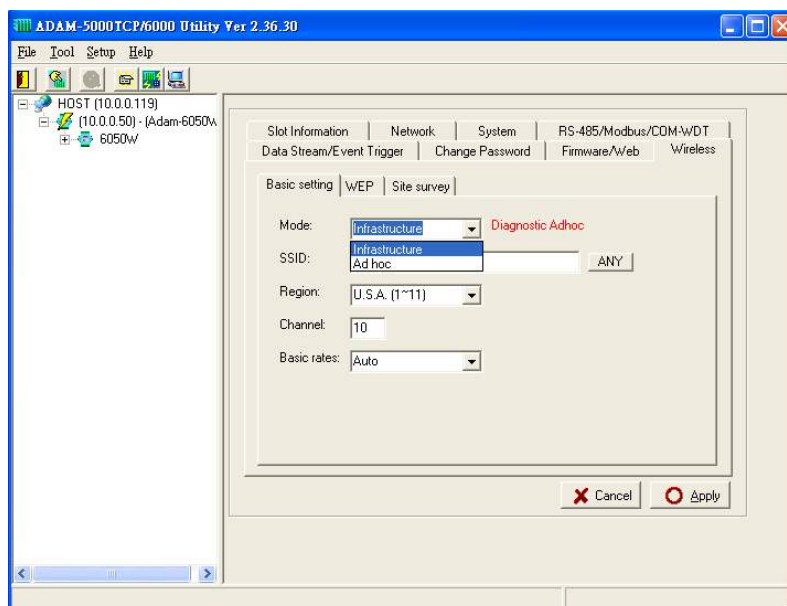 ADAM-5000TCP/6000 Utility Ver 2.36.30
File Tool Setup Help
HOST (10.0.0.119)
(10.0.0.50) - (Adam-6050W
6050W
Slot Information Network System RS-485/Modbus/COM-WDT
Data Stream/Event Trigger Change Password Firmware/Web Wireless
Basic setting WEP Site survey
Mode: Infrastructure Diagnostic Adhoc
Infrastructure
Ad hoc
SSID: ANY
Region: U.S.A. (1~11)
Channel: 10
Basic rates: Auto
Cancel Apply